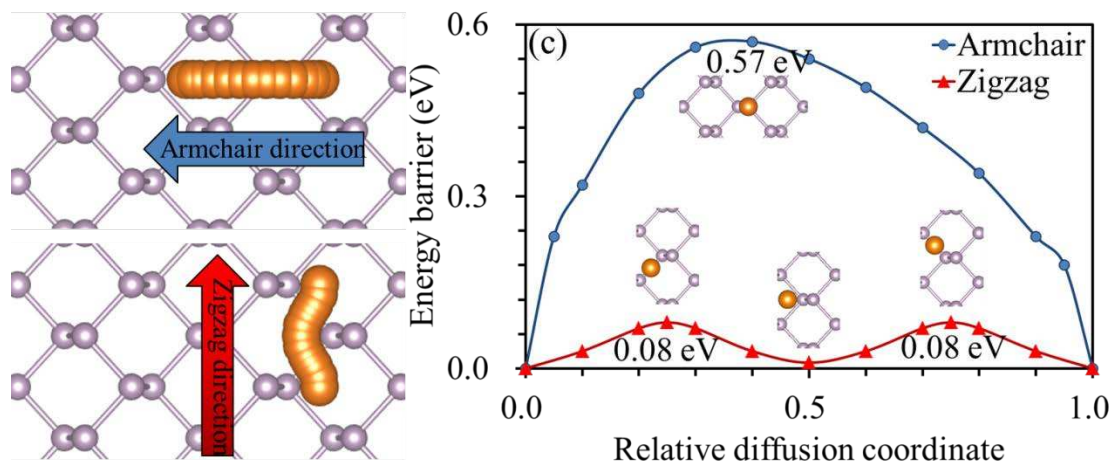 Armchair direction
Zigzag direction
(c)
Armchair
Zigzag
0.57 eV
0.08 eV
0.08 eV
0.6
0.3
0.0
Energy barrier (eV)
0.0
0.5
1.0
Relative diffusion coordinate